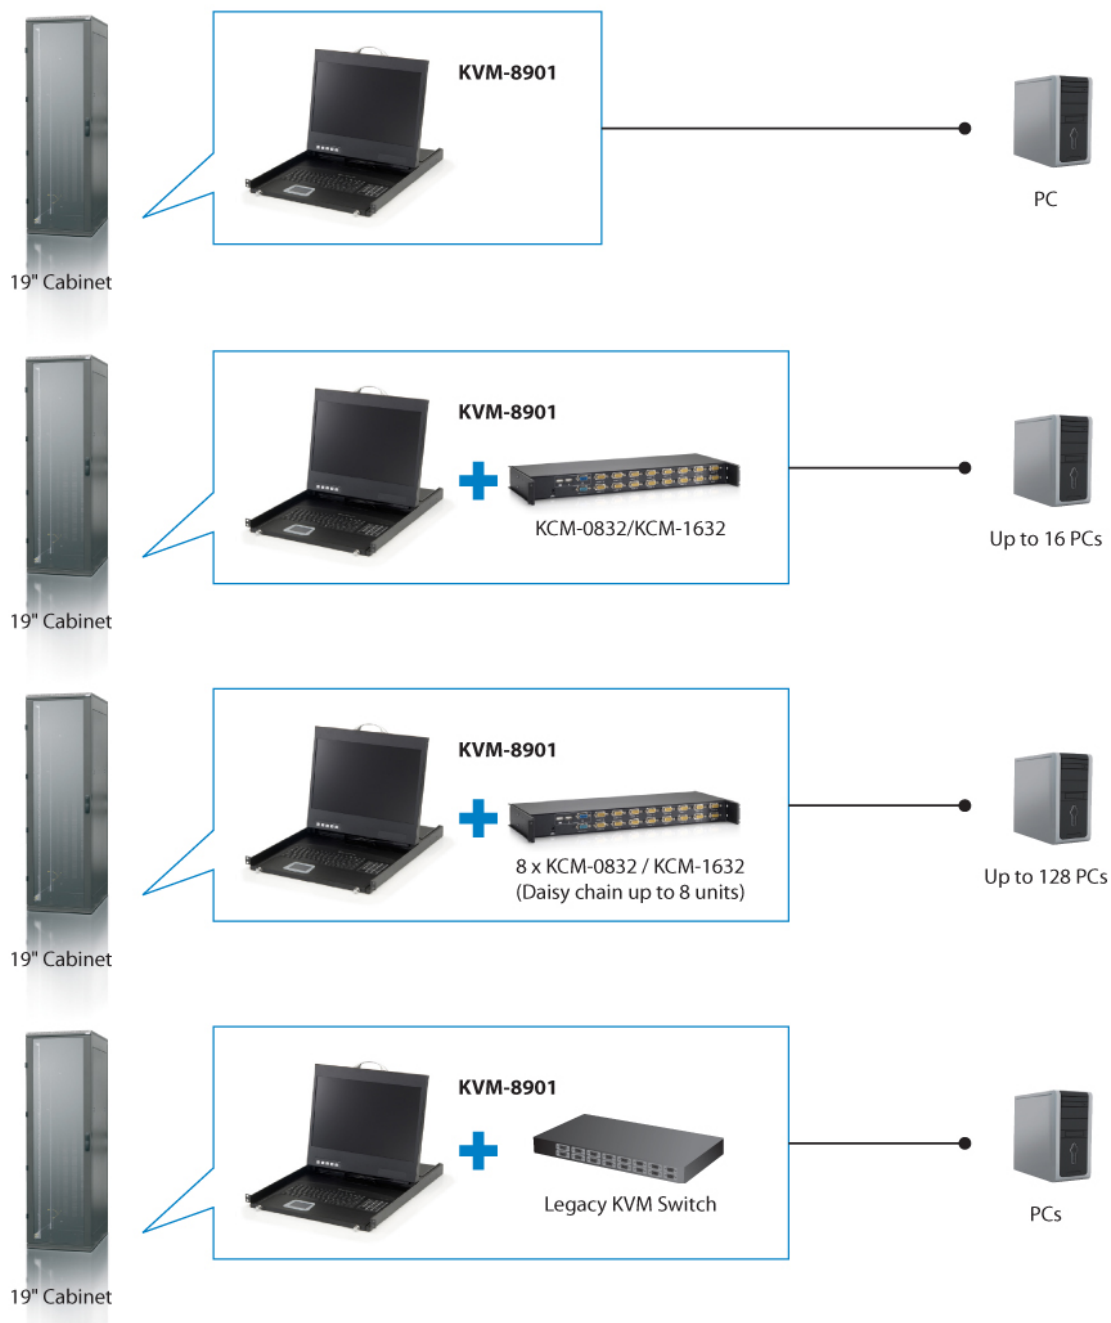 KVM-8901
PC
19" Cabinet
KVM-8901
KCM-0832/KCM-1632
Up to 16 PCs
19" Cabinet
KVM-8901
8 x KCM-0832 / KCM-1632
(Daisy chain up to 8 units)
Up to 128 PCs
19" Cabinet
KVM-8901
Legacy KVM Switch
PCs
19" Cabinet